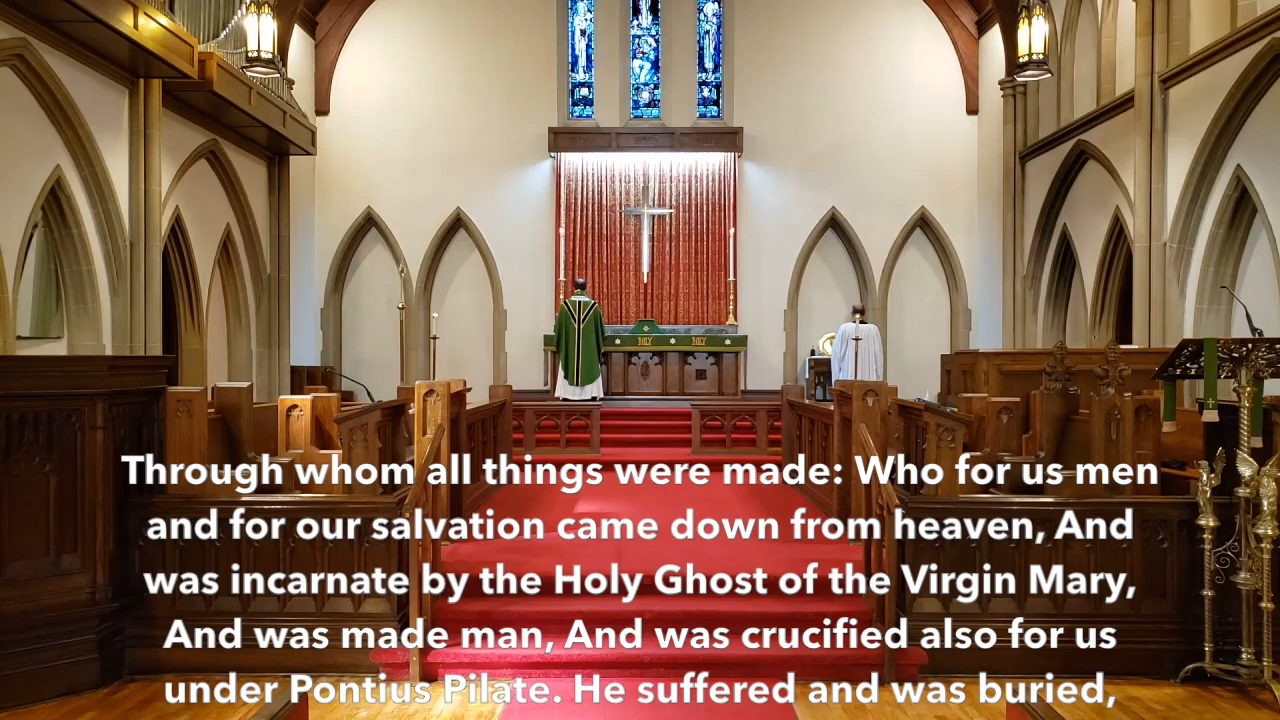 HOLY HOLY
Through whom all things were made: Who for us men
and for our salvation came down from heaven, And
was incarnate by the Holy Ghost of the Virgin Mary,
And was made man, And was crucified also for us
under Pontius Pilate. He suffered and was buried,